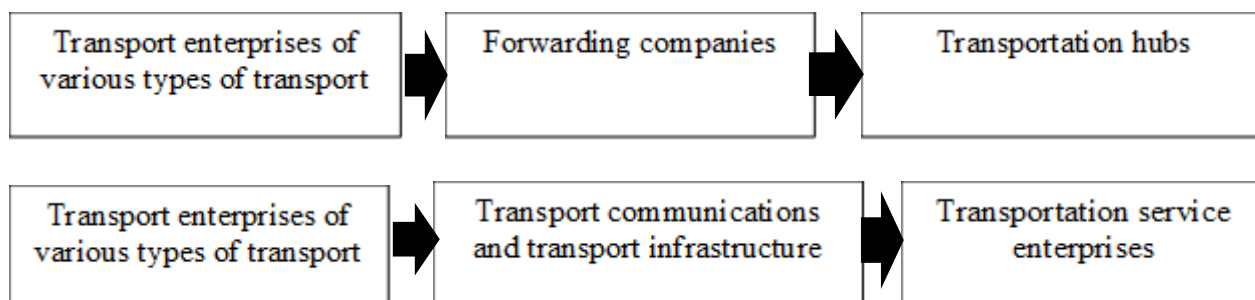 Transport enterprises of
various types of transport
Forwarding companies
Transportation hubs
Transport enterprises of
various types of transport
Transport communications
and transport infrastructure
Transportation service
enterprises